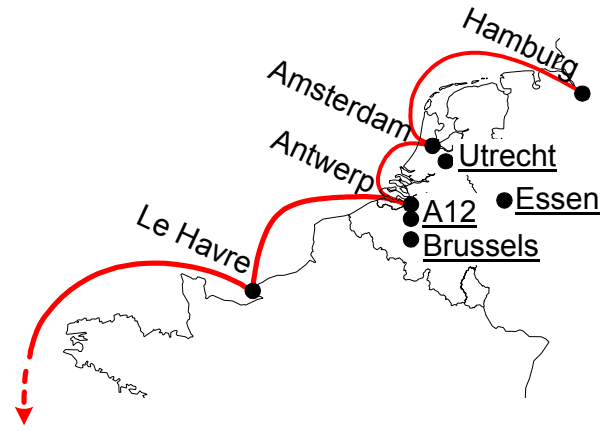 Hamburg
Amsterdam
Utrecht
Antwerp
Essen
A12
Le Havre
Brussels